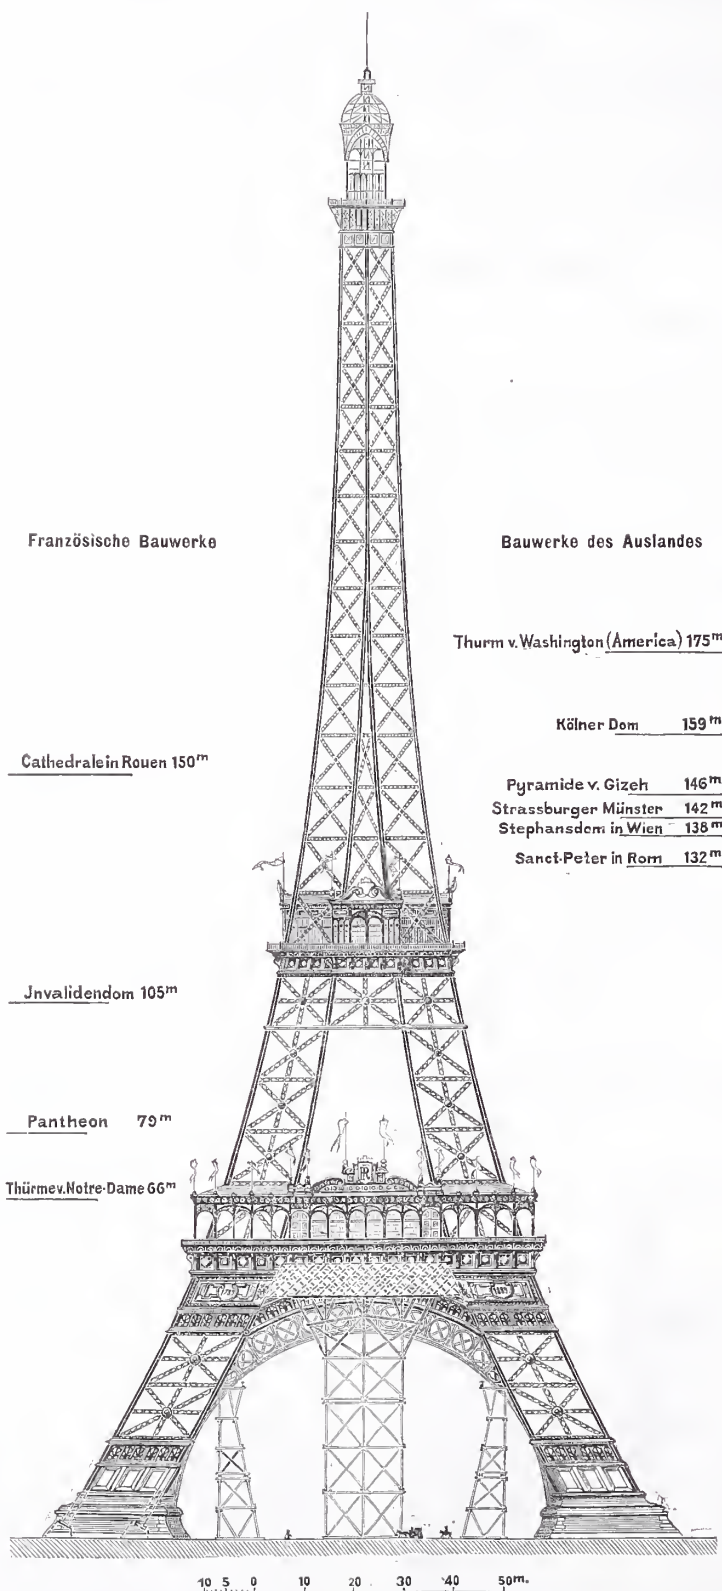 Französische Bauwerke
Cathedrale in Rouen 150m
Jnvalidendom 105m
Pantheon 79m
Thürme v. Notre-Dame 66m
Bauwerke des Auslandes
Thurm v. Washington (America) 175m
Kölner Dom 159m
Pyramide v. Gizeh 146m
Strassburger Münster 142m
Stephansdom in Wien 138m
Sanct-Peter in Rom 132m
R
10 5 0 10 20 30 40 50m.